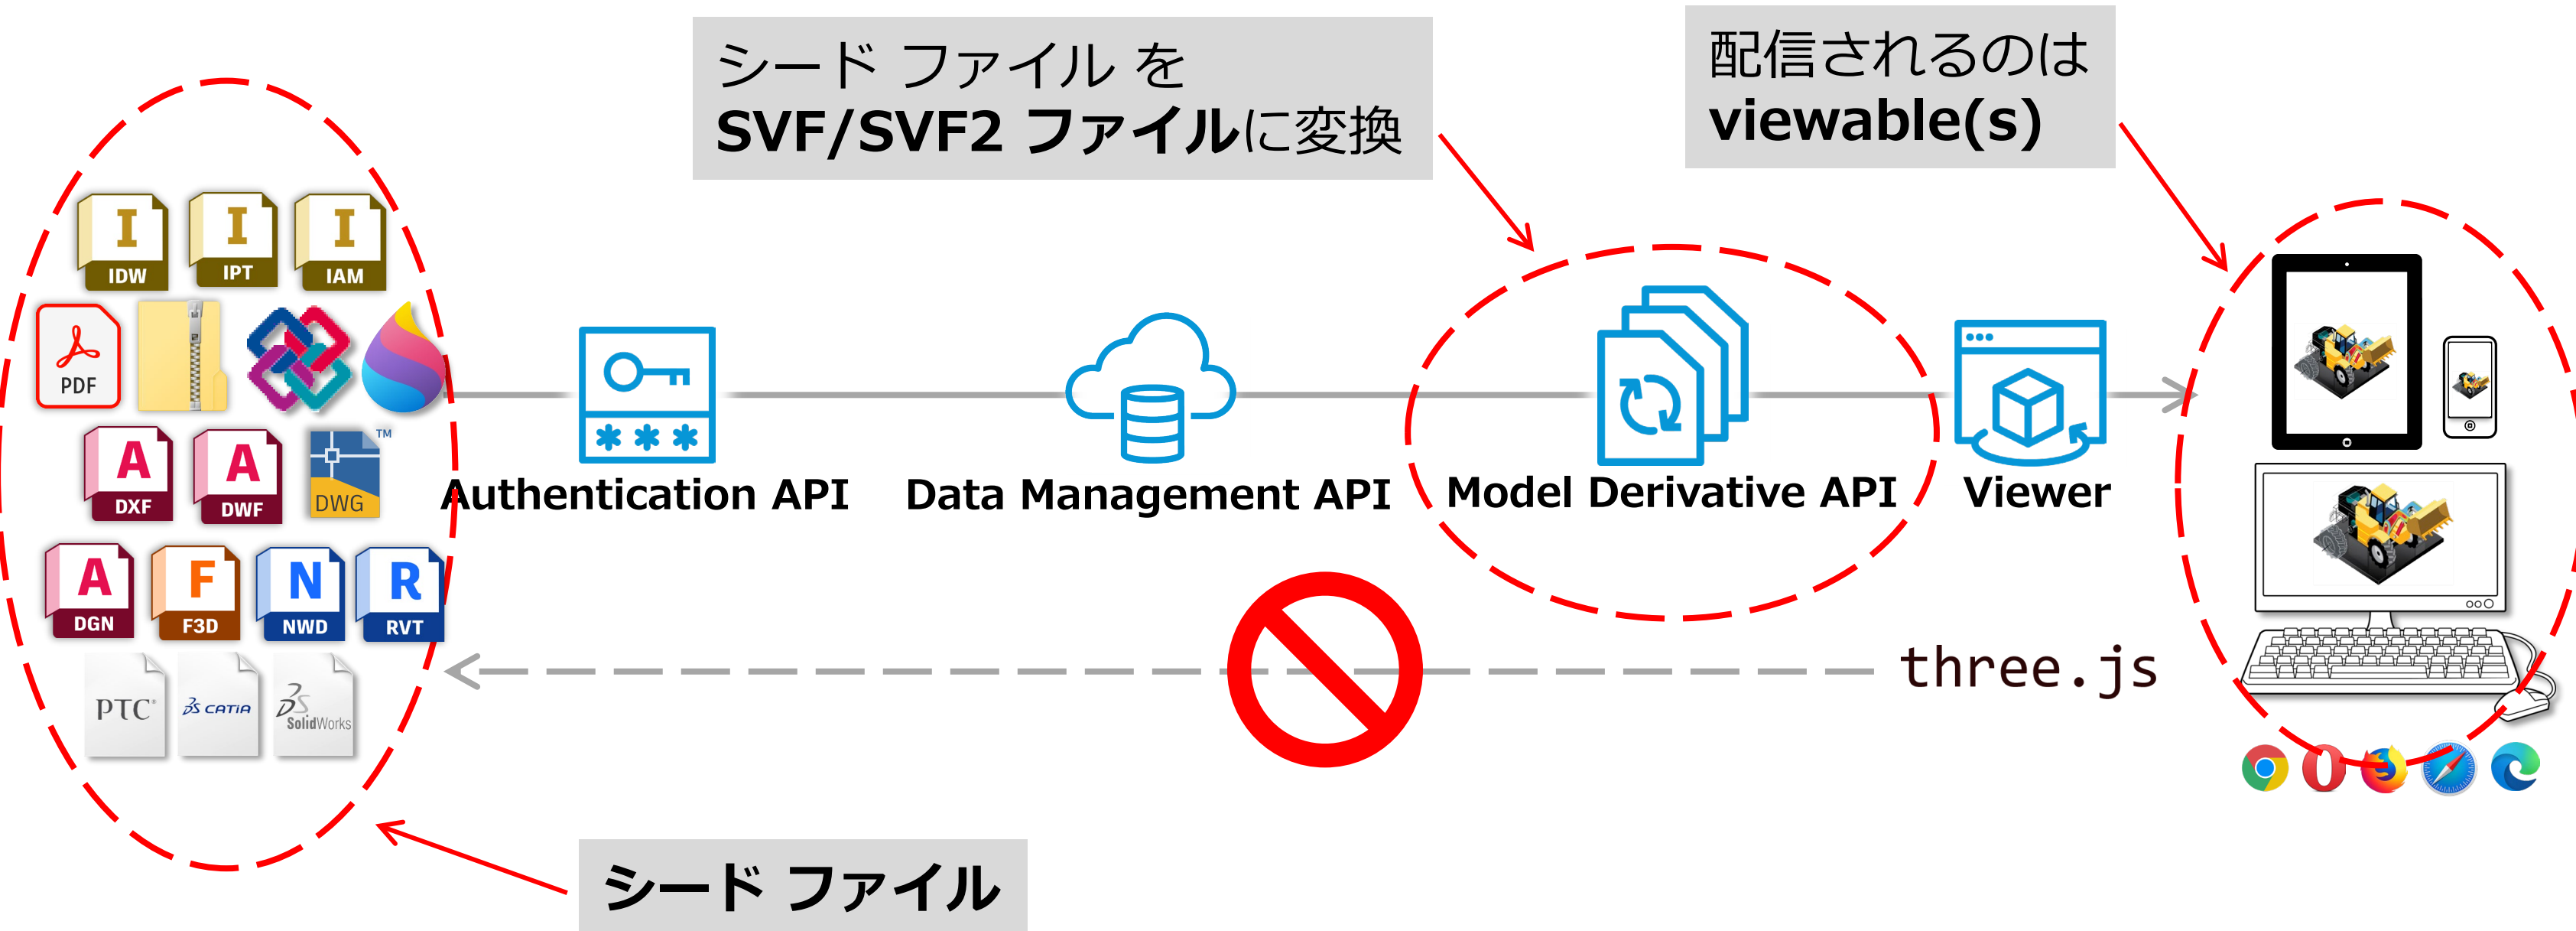 シード ファイル を
SVF/SVF2 ファイルに変換
配信されるのは
viewable(s)
I
IDW
I
IPT
I
IAM
PDF
A
DXF
A
DWF
DWG
TM
A
DGN
F
F3D
N
NWD
R
RVT
PTC
CATIA
SolidWorks
***
Authentication API
Data Management API
Model Derivative API
Viewer
three.js
シード ファイル